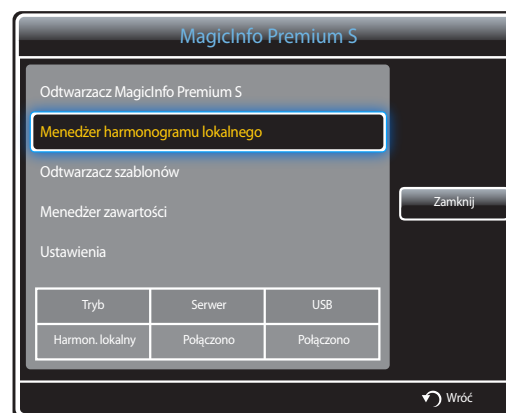 MagicInfo Premium S
Odtwarzacz MagicInfo Premium S
Menedżer harmonogramu lokalnego
Odtwarzacz szablonów
Menedżer zawartości
Ustawienia
Zamknij
Tryb Serwer USB
Harmon. lokalny Połączono Połączono
Wróć